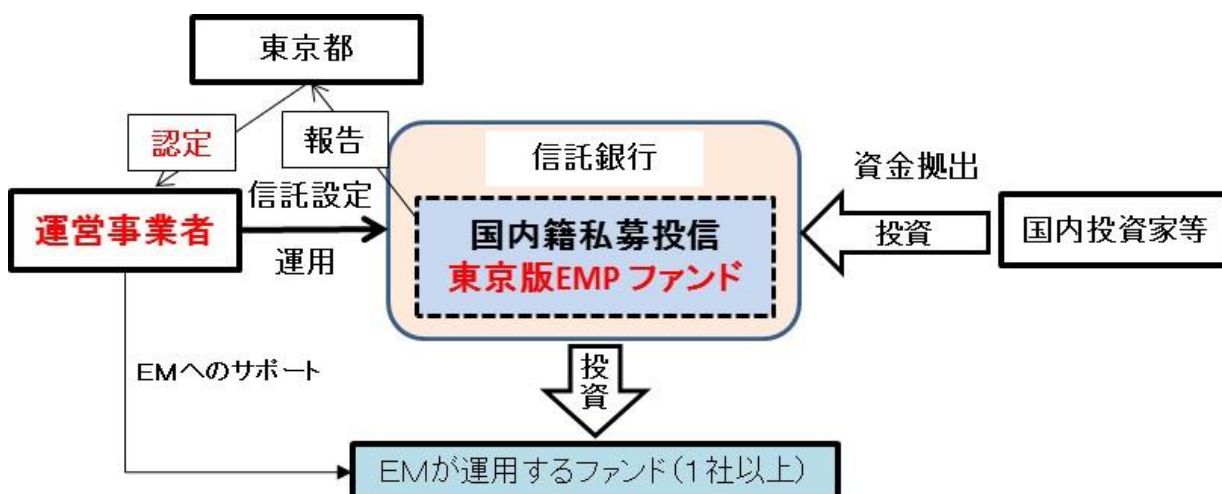 東京都
認定
報告
信託銀行
資金拠出
運営事業者
信託設定
運用
国内籍私募投信
東京版EMPファンド
投資
国内投資家等
EMへのサポート
投資
EMが運用するファンド(1社以上)